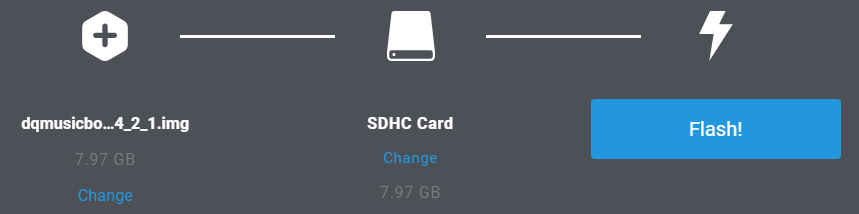 dqmusicbo...4_2_1.img
7.97 GB
Change
SDHC Card
Change
7.97 GB
Flash!